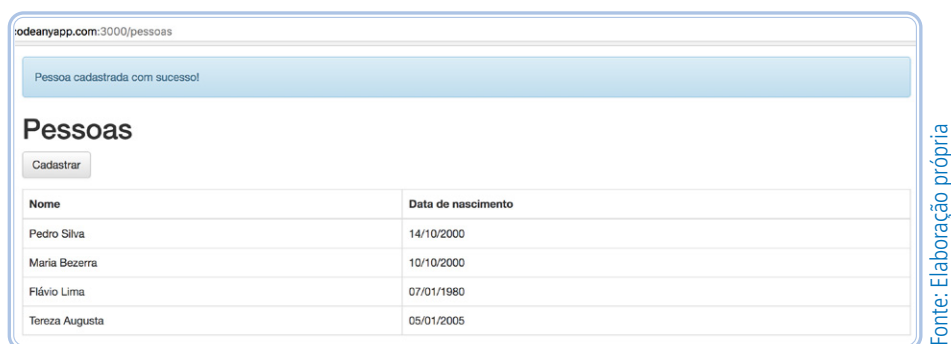 codeanyapp.com:3000/pessoas
Pessoa cadastrada com sucesso!
Pessoas
Cadastrar
Nome Data de nascimento
Pedro Silva 14/10/2000
Maria Bezerra 10/10/2000
Flávio Lima 07/01/1980
Tereza Augusta 05/01/2005
Fonte: Elaboração própria